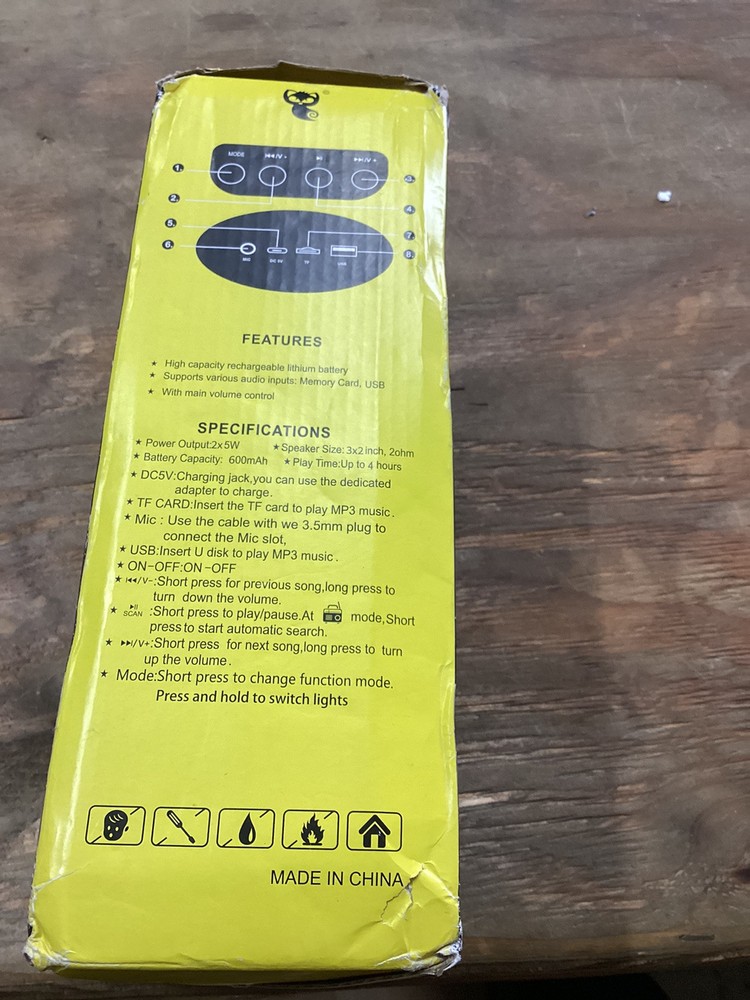 ®
MODE ⏮/V- ⏯ ⏭/V+
1. 3.
2. 4.
5. 7.
6. 8.
MIC DC 5V TF USB
FEATURES
★ High capacity rechargeable lithium battery
★ Supports various audio inputs: Memory Card, USB
★ With main volume control
SPECIFICATIONS
★ Power Output:2x5W ★ Speaker Size:3x2inch, 2ohm
★ Battery Capacity: 600mAh ★ Play Time:Up to 4 hours
★ DC5V:Charging jack,you can use the dedicated
adapter to charge.
★ TF CARD:Insert the TF card to play MP3 music.
★ Mic : Use the cable with we 3.5mm plug to
connect the Mic slot,
★ USB:Insert U disk to play MP3 music.
★ ON-OFF:ON-OFF
★ ⏮/V-:Short press for previous song,long press to
turn down the volume.
★ ⏯ SCAN :Short press to play/pause.At mode,Short
press to start automatic search.
★ ⏭/V+:Short press for next song,long press to turn
up the volume.
★ Mode:Short press to change function mode.
Press and hold to switch lights
MADE IN CHINA